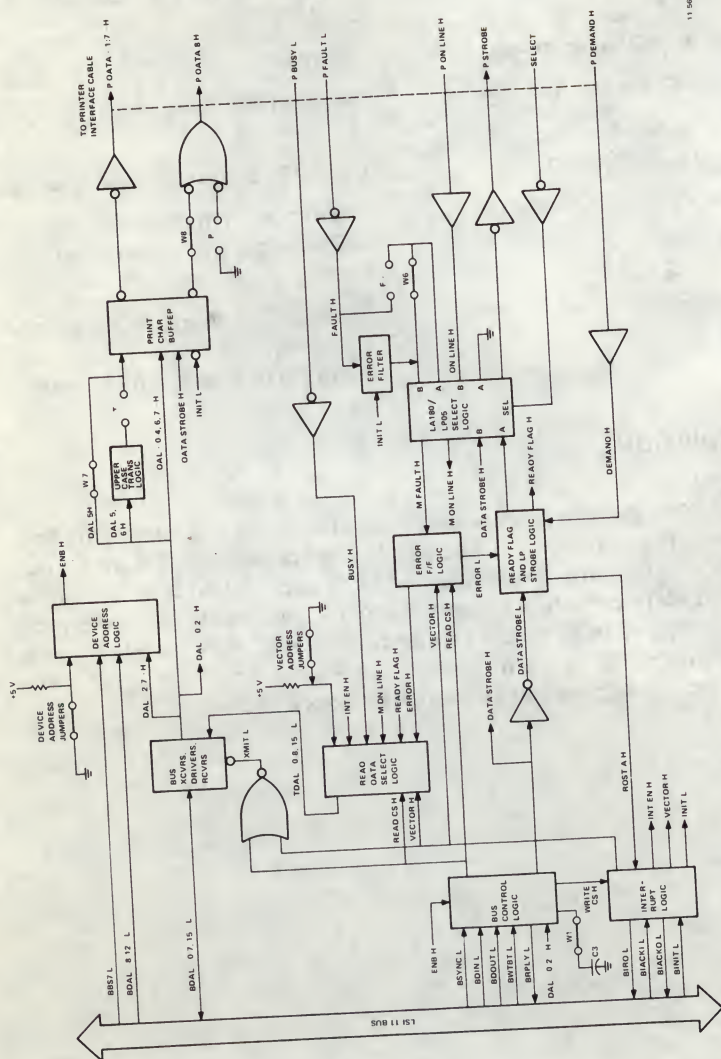 11 56
TO PRINTER
INTERFACE CABLE
P DATA · 1:7 · H
P DATA 8 H
P BUSY L
P FAULT L
P ON LINE H
P STROBE
SELECT
P DEMAND H
W8
P
PRINT
CHAR
BUFFER
W 7
DAL 5H
UPPER
CASE
TRANS
LOGIC
DAL 5,
6 H
DAL · 0 4, 6,7 · H
DATA STROBE H
INIT L
FAULT H
F
W6
ERROR
FILTER
INIT L
ENB H
DEVICE
ADDRESS
LOGIC
+5 V
DEVICE
ADDRESS
JUMPERS
DAL · 2 7 · H
DAL 0 2 H
BUS
XCVRS,
DRIVERS,
RCVRS
XMIT L
BUSY H
+5 V
VECTOR
ADDRESS
JUMPERS
TDAL 0 8, 15 L
INT EN H
M ON LINE H
READY FLAG H
ERROR H
READ
DATA
SELECT
LOGIC
READ CS H
VECTOR H
M FAULT H
M ON LINE H
ERROR
F/F
LOGIC
VECTOR H
READ CS H
B
A
B
A
SEL
LA180/
LP05
SELECT
LOGIC
ON LINE H
DATA STROBE H
B
A
READY FLAG H
ERROR L
READY FLAG
AND LP
STROBE LOGIC
DEMAND H
DATA STROBE L
DATA STROBE H
RDST A H
BBS7 L
BDAL 8 12 L
BDAL 0 7, 15 L
ENB H
BSYNC L
BDIN L
BDOUT L
BWTBT L
BRPLY L
DAL 0 2 H
BUS
CONTROL
LOGIC
W1
C3
WRITE
CS H
INTER-
RUPT
LOGIC
INT EN H
VECTOR H
INIT L
BIRQ L
BIACKI L
BIACKO L
BINIT L
LSI 11 BUS